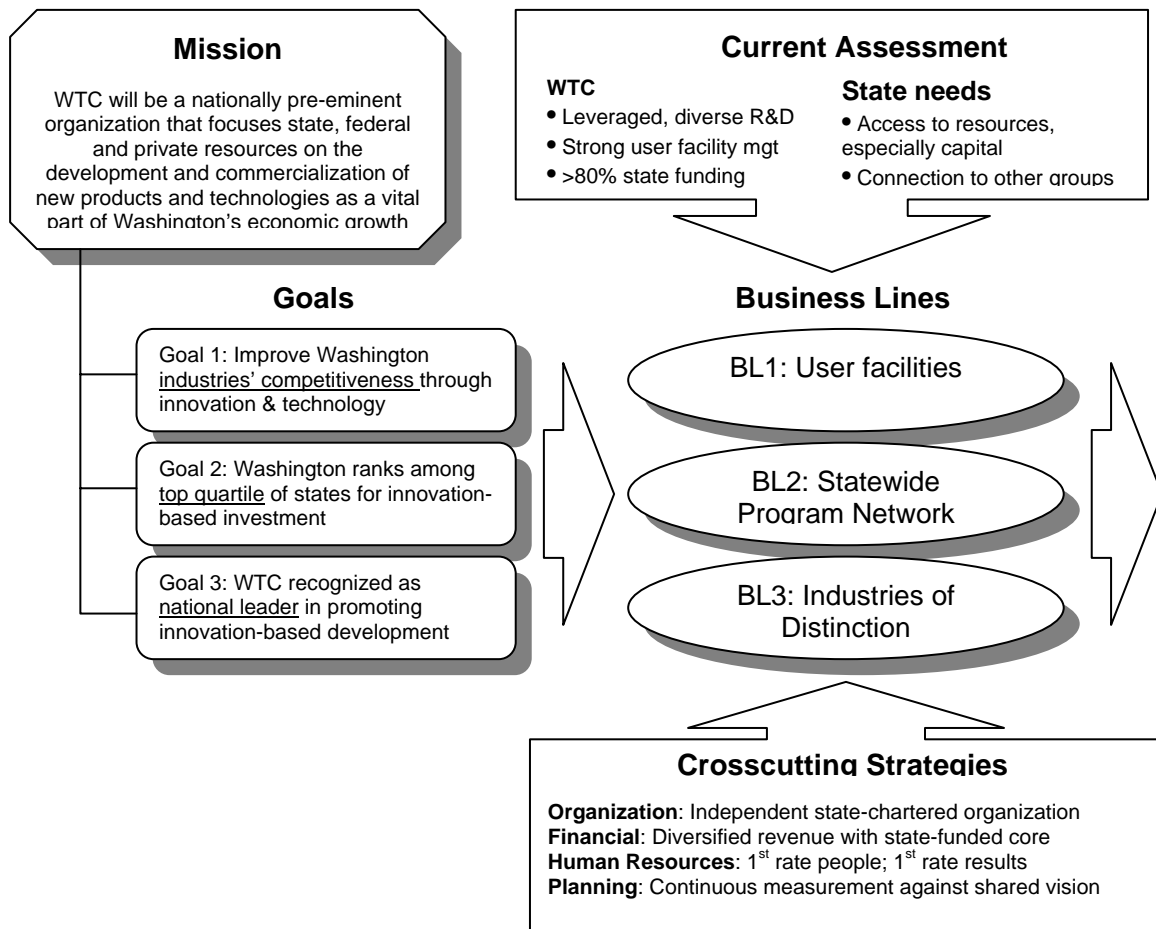 Mission
WTC will be a nationally pre-eminent
organization that focuses state, federal
and private resources on the
development and commercialization of
new products and technologies as a vital
part of Washington's economic growth
Current Assessment
WTC
• Leveraged, diverse R&D
• Strong user facility mgt
• >80% state funding
State needs
• Access to resources,
especially capital
• Connection to other groups
Goals
Goal 1: Improve Washington
industries' competitiveness through
innovation & technology
Goal 2: Washington ranks among
top quartile of states for innovation-
based investment
Goal 3: WTC recognized as
national leader in promoting
innovation-based development
Business Lines
BL1: User facilities
BL2: Statewide
Program Network
BL3: Industries of
Distinction
Crosscutting Strategies
Organization: Independent state-chartered organization
Financial: Diversified revenue with state-funded core
Human Resources: 1st rate people; 1st rate results
Planning: Continuous measurement against shared vision